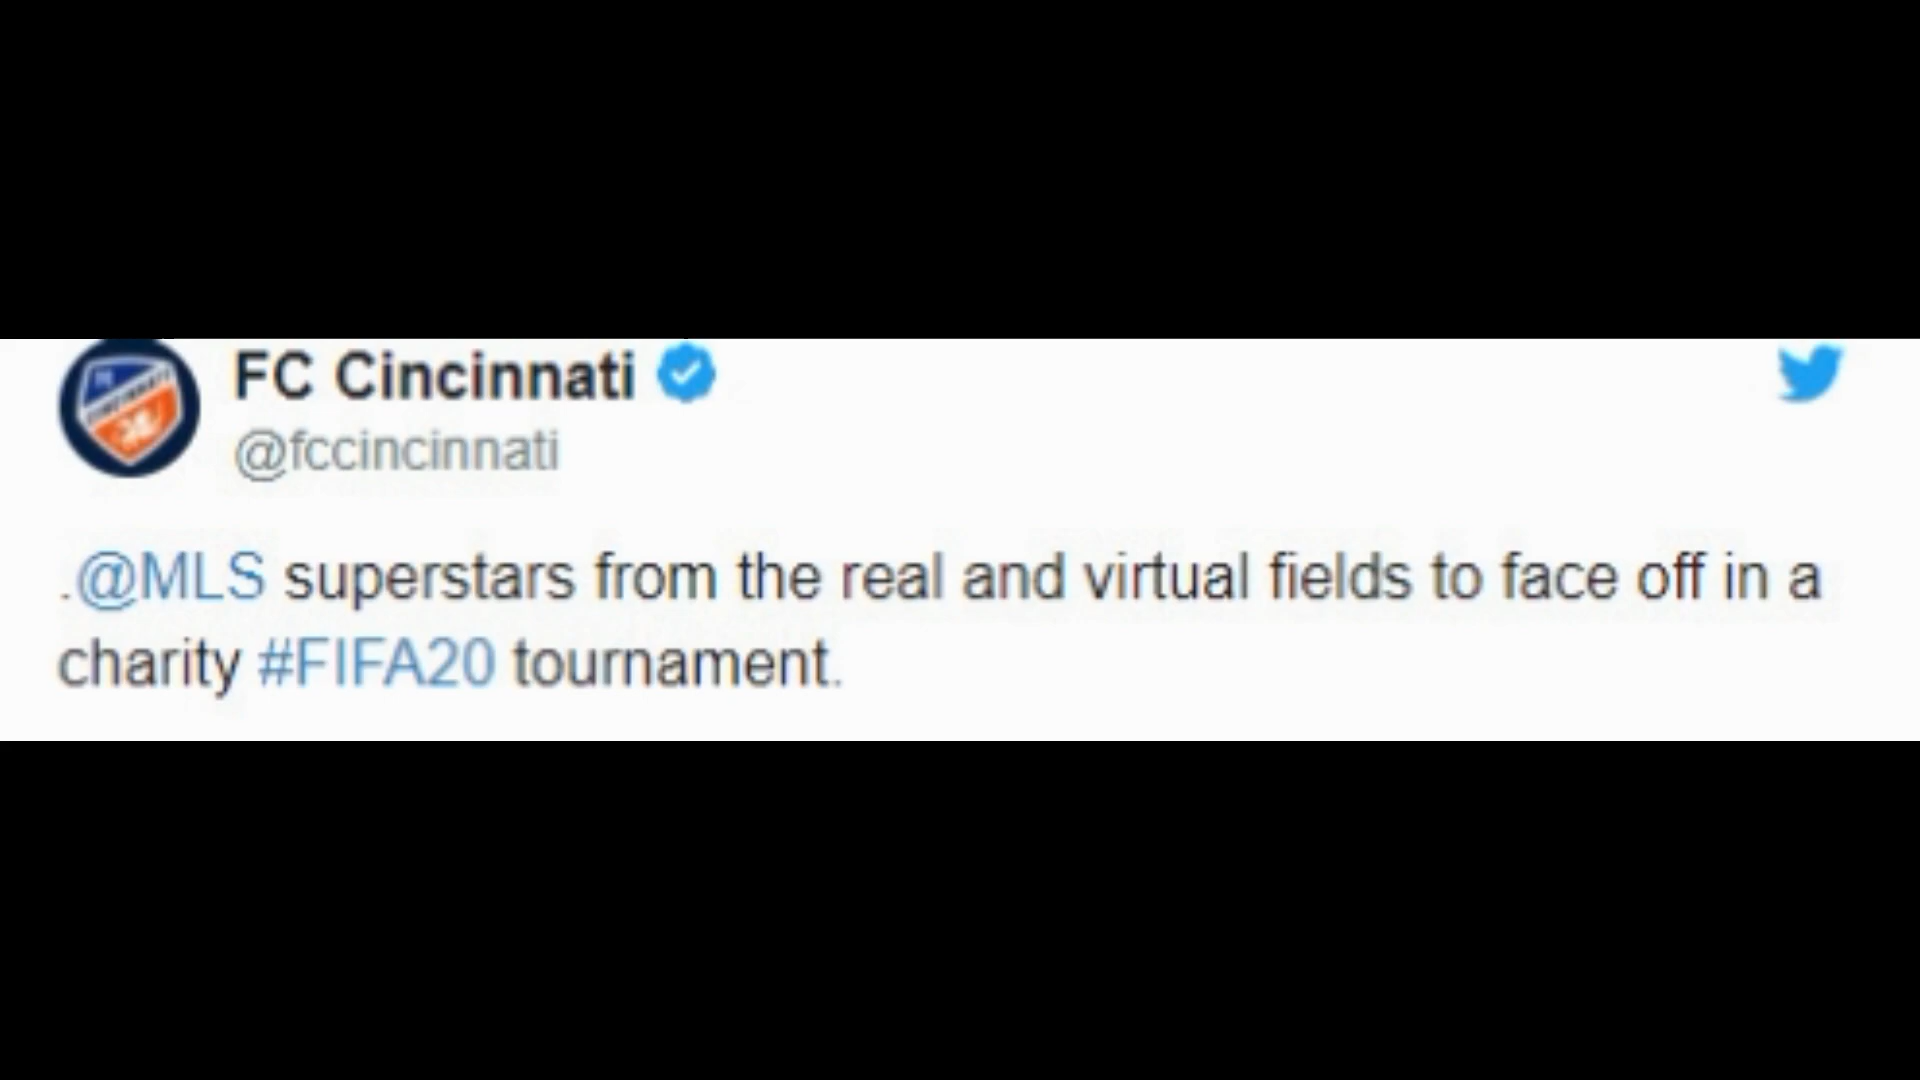 FC Cincinnati
@fccincinnati
.@MLS superstars from the real and virtual fields to face off in a
charity #FIFA20 tournament.